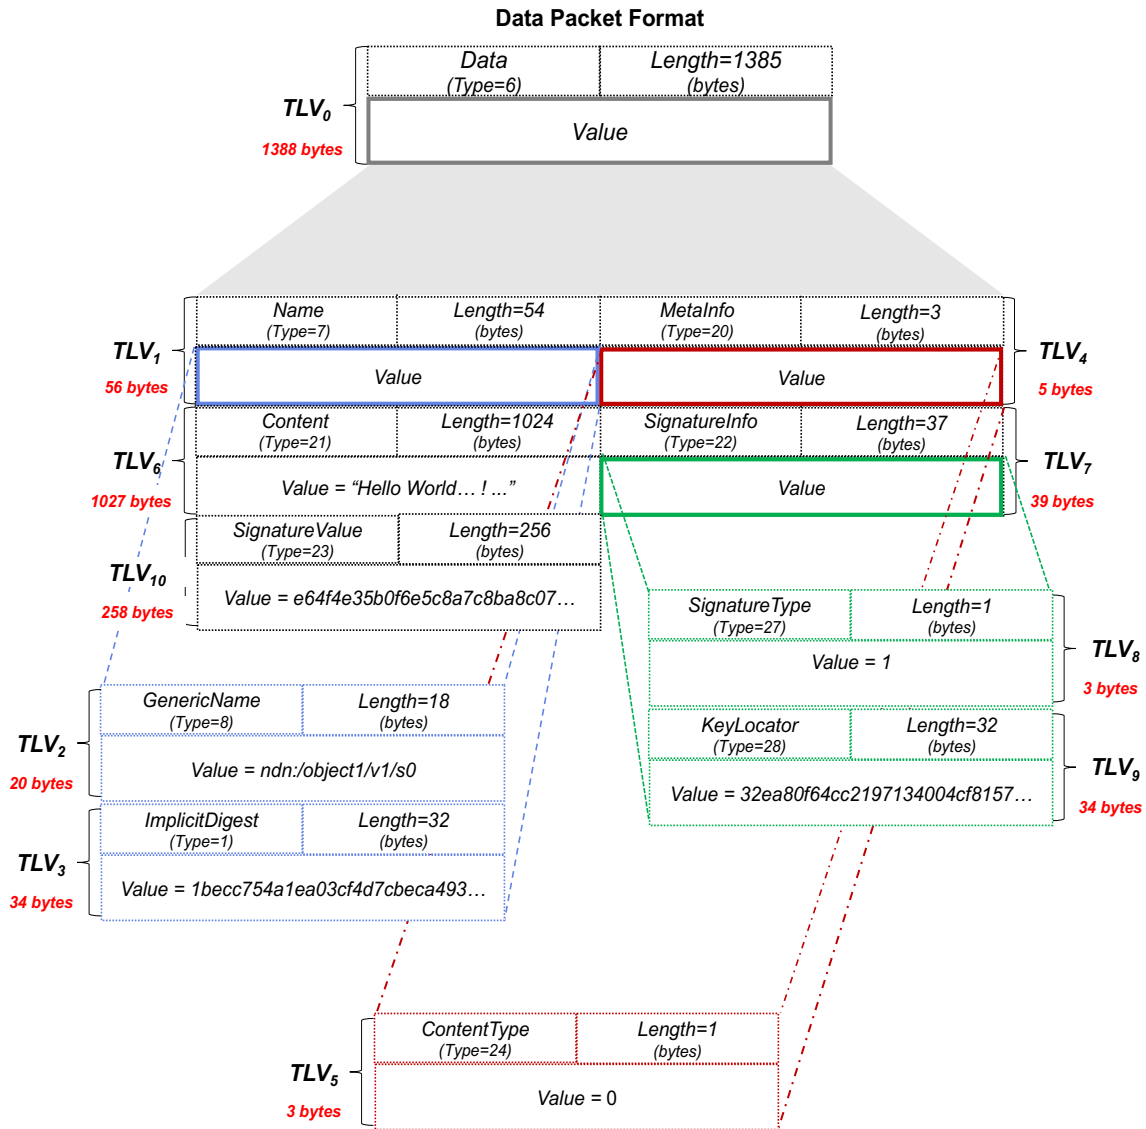 Data Packet Format
Data
(Type=6)
Length=1385
(bytes)
TLV0
1388 bytes
Value
Name
(Type=7)
Length=54
(bytes)
MetaInfo
(Type=20)
Length=3
(bytes)
TLV1
56 bytes
Value
Value
TLV4
5 bytes
Content
(Type=21)
Length=1024
(bytes)
SignatureInfo
(Type=22)
Length=37
(bytes)
TLV6
1027 bytes
Value = “Hello World… ! ...”
Value
TLV7
39 bytes
SignatureValue
(Type=23)
Length=256
(bytes)
TLV10
258 bytes
Value = e64f4e35b0f6e5c8a7c8ba8c07…
SignatureType
(Type=27)
Length=1
(bytes)
Value = 1
TLV8
3 bytes
GenericName
(Type=8)
Length=18
(bytes)
TLV2
20 bytes
Value = ndn:/object1/v1/s0
KeyLocator
(Type=28)
Length=32
(bytes)
Value = 32ea80f64cc2197134004cf8157…
TLV9
34 bytes
ImplicitDigest
(Type=1)
Length=32
(bytes)
TLV3
34 bytes
Value = 1becc754a1ea03cf4d7cbeca493…
ContentType
(Type=24)
Length=1
(bytes)
TLV5
3 bytes
Value = 0